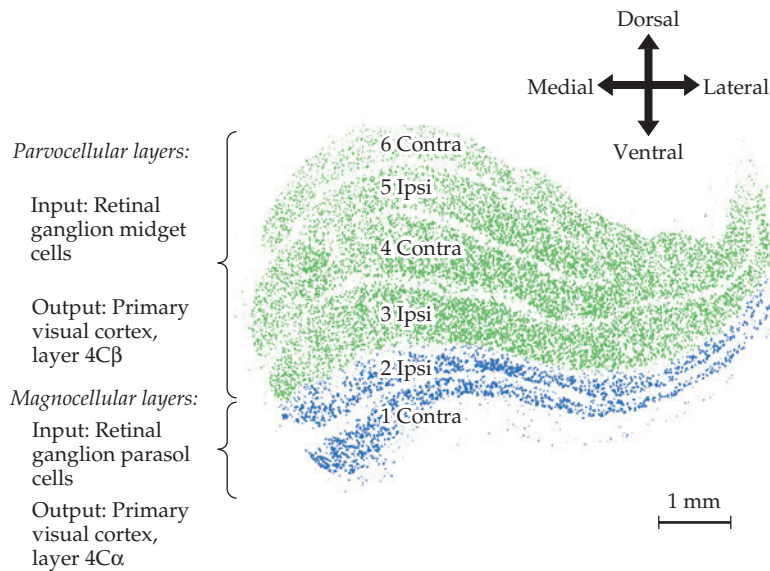 Dorsal
Medial
Lateral
Ventral
Parvocellular layers:
Input: Retinal
ganglion midget
cells
Output: Primary
visual cortex,
layer 4Cβ
Magnocellular layers:
Input: Retinal
ganglion parasol
cells
Output: Primary
visual cortex,
layer 4Cα
6 Contra
5 Ipsi
4 Contra
3 Ipsi
2 Ipsi
1 Contra
1 mm